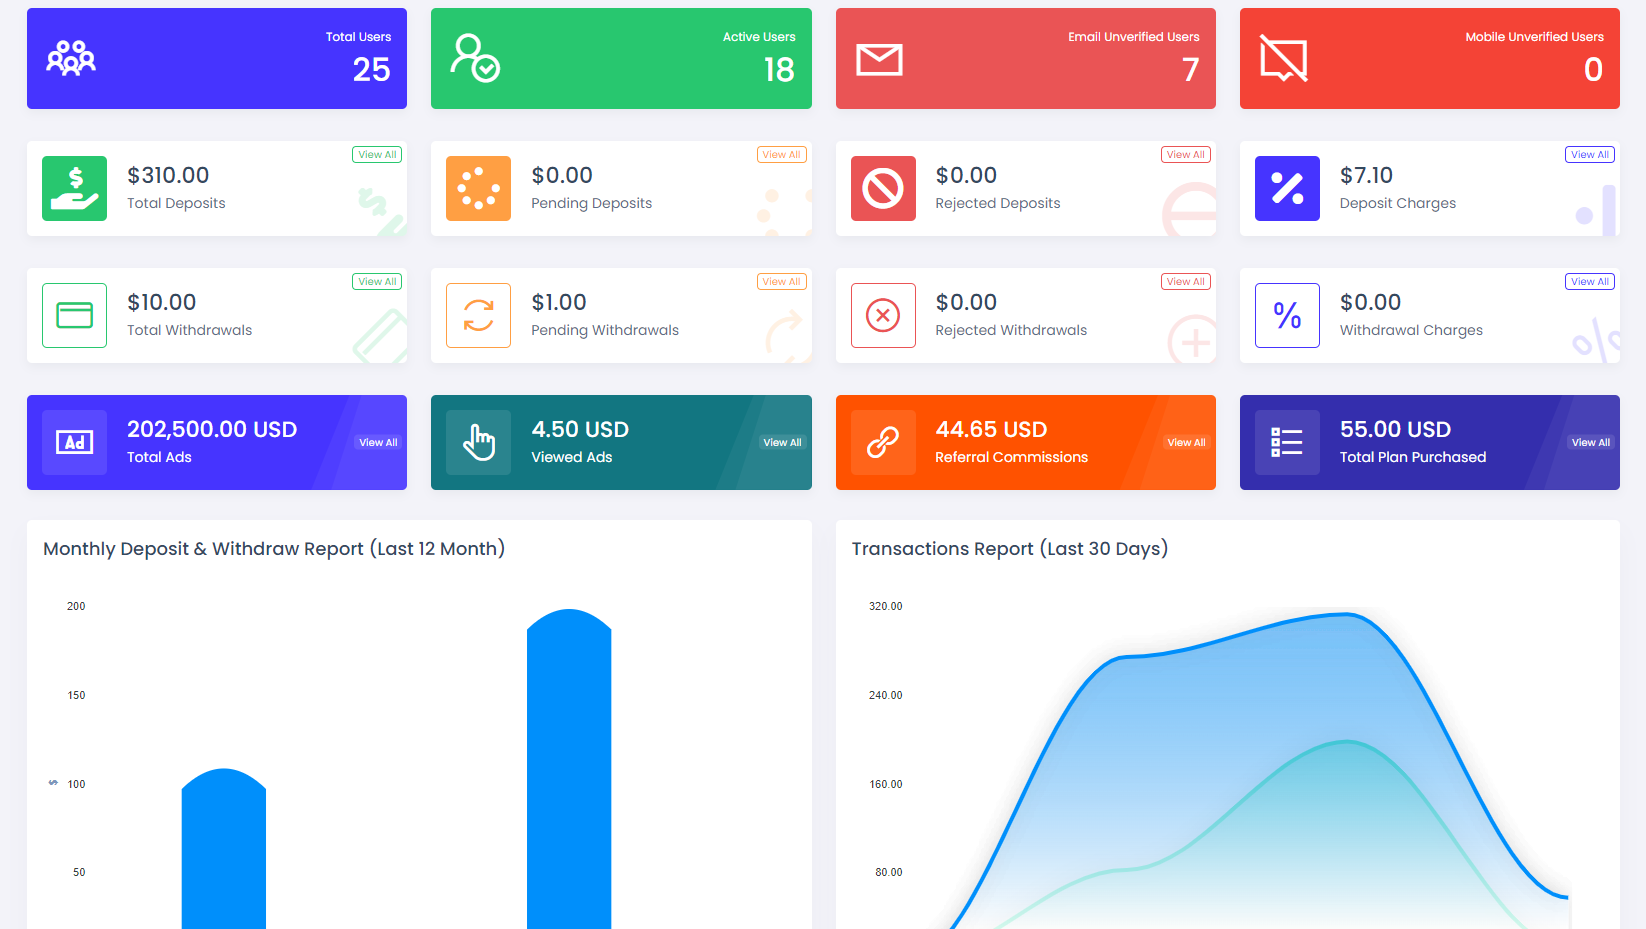 Total Users
25
Active Users
18
Email Unverified Users
7
Mobile Unverified Users
0
View All
$310.00
Total Deposits
View All
$0.00
Pending Deposits
View All
$0.00
Rejected Deposits
View All
$7.10
Deposit Charges
View All
$10.00
Total Withdrawals
View All
$1.00
Pending Withdrawals
View All
$0.00
Rejected Withdrawals
View All
%
$0.00
Withdrawal Charges
Ad
202,500.00 USD
Total Ads
View All
4.50 USD
Viewed Ads
View All
44.65 USD
Referral Commissions
View All
55.00 USD
Total Plan Purchased
View All
Monthly Deposit & Withdraw Report (Last 12 Month)
200
150
$
100
50
Transactions Report (Last 30 Days)
320.00
240.00
160.00
80.00